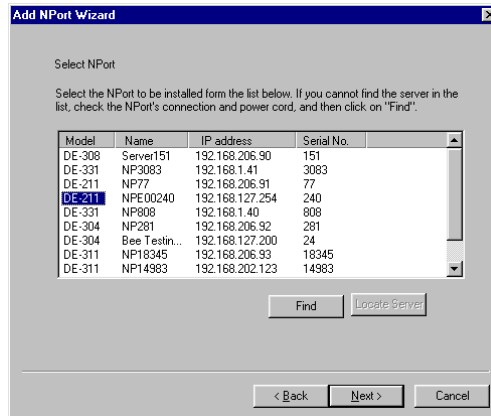 Add NPort Wizard
Select NPort
Select the NPort to be installed form the list below. If you cannot find the server in the
list, check the NPort's connection and power cord, and then click on "Find".
Model Name IP address Serial No.
DE-308 Server151 192.168.206.90 151
DE-331 NP3083 192.168.1.41 3083
DE-211 NP77 192.168.206.91 77
DE-211 NPE00240 192.168.127.254 240
DE-331 NP808 192.168.1.40 808
DE-304 NP281 192.168.206.92 281
DE-304 Bee Testin... 192.168.127.200 24
DE-311 NP18345 192.168.206.93 18345
DE-311 NP14983 192.168.202.123 14983
Find Locate Server
< Back Next > Cancel